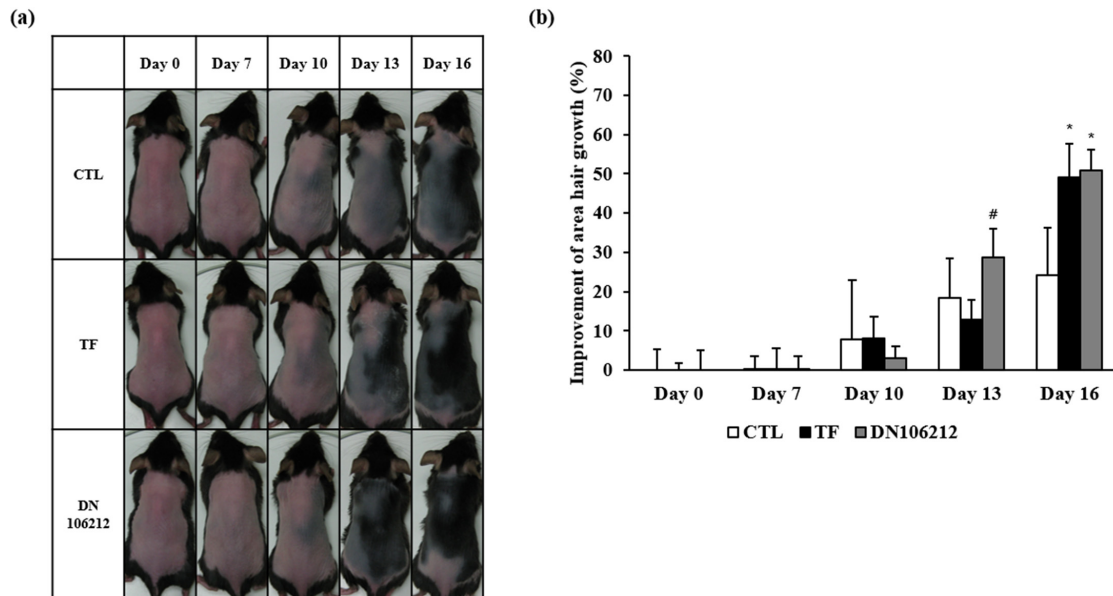 (a)
Day 0 Day 7 Day 10 Day 13 Day 16
CTL
TF
DN
106212
(b)
Improvement of area hair growth (%)
80
70
60
50
40
30
20
10
0
#
* *
Day 0 Day 7 Day 10 Day 13 Day 16
CTL TF DN106212